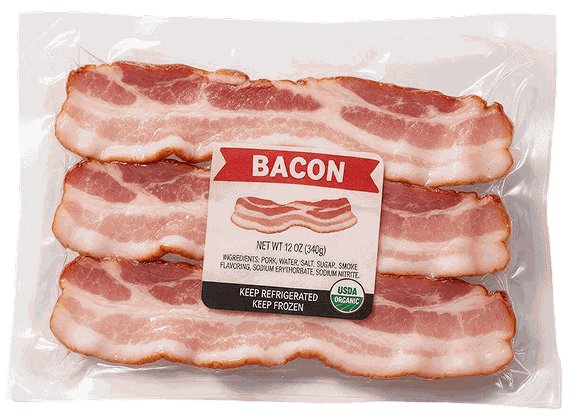 BACON
NET WT 12 OZ (340g)
INGREDIENTS: PORK, WATER, SALT, SUGAR, SMOKE
FLAVORING, SODIUM ERYTHORBATE, SODIUM NITRITE.
KEEP REFRIGERATED
KEEP FROZEN
USDA
ORGANIC